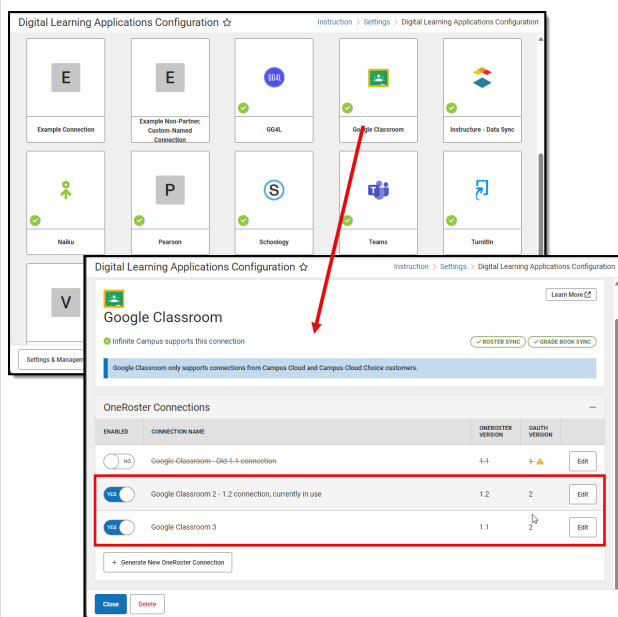 Digital Learning Applications Configuration ☆
Instruction > Settings > Digital Learning Applications Configuration
E
E
GG4L
Example Connection
Example Non-Partner,
Custom-Named
Connection
GG4L
Google Classroom
Instructure - Data Sync
P
S
Naiku
Pearson
Schoology
Teams
Turnitin
V
Settings & Managem
Digital Learning Applications Configuration ☆
Instruction > Settings > Digital Learning Applications Configuration
Learn More
Google Classroom
Infinite Campus supports this connection
ROSTER SYNC
GRADE BOOK SYNC
Google Classroom only supports connections from Campus Cloud and Campus Cloud Choice customers.
OneRoster Connections
ENABLED
CONNECTION NAME
ONEROSTER
VERSION
OAUTH
VERSION
NO
Google Classroom - Old 1.1 connection
1.1
1
Edit
YES
Google Classroom 2 - 1.2 connection, currently in use
1.2
2
Edit
YES
Google Classroom 3
1.1
2
Edit
+ Generate New OneRoster Connection
Close
Delete